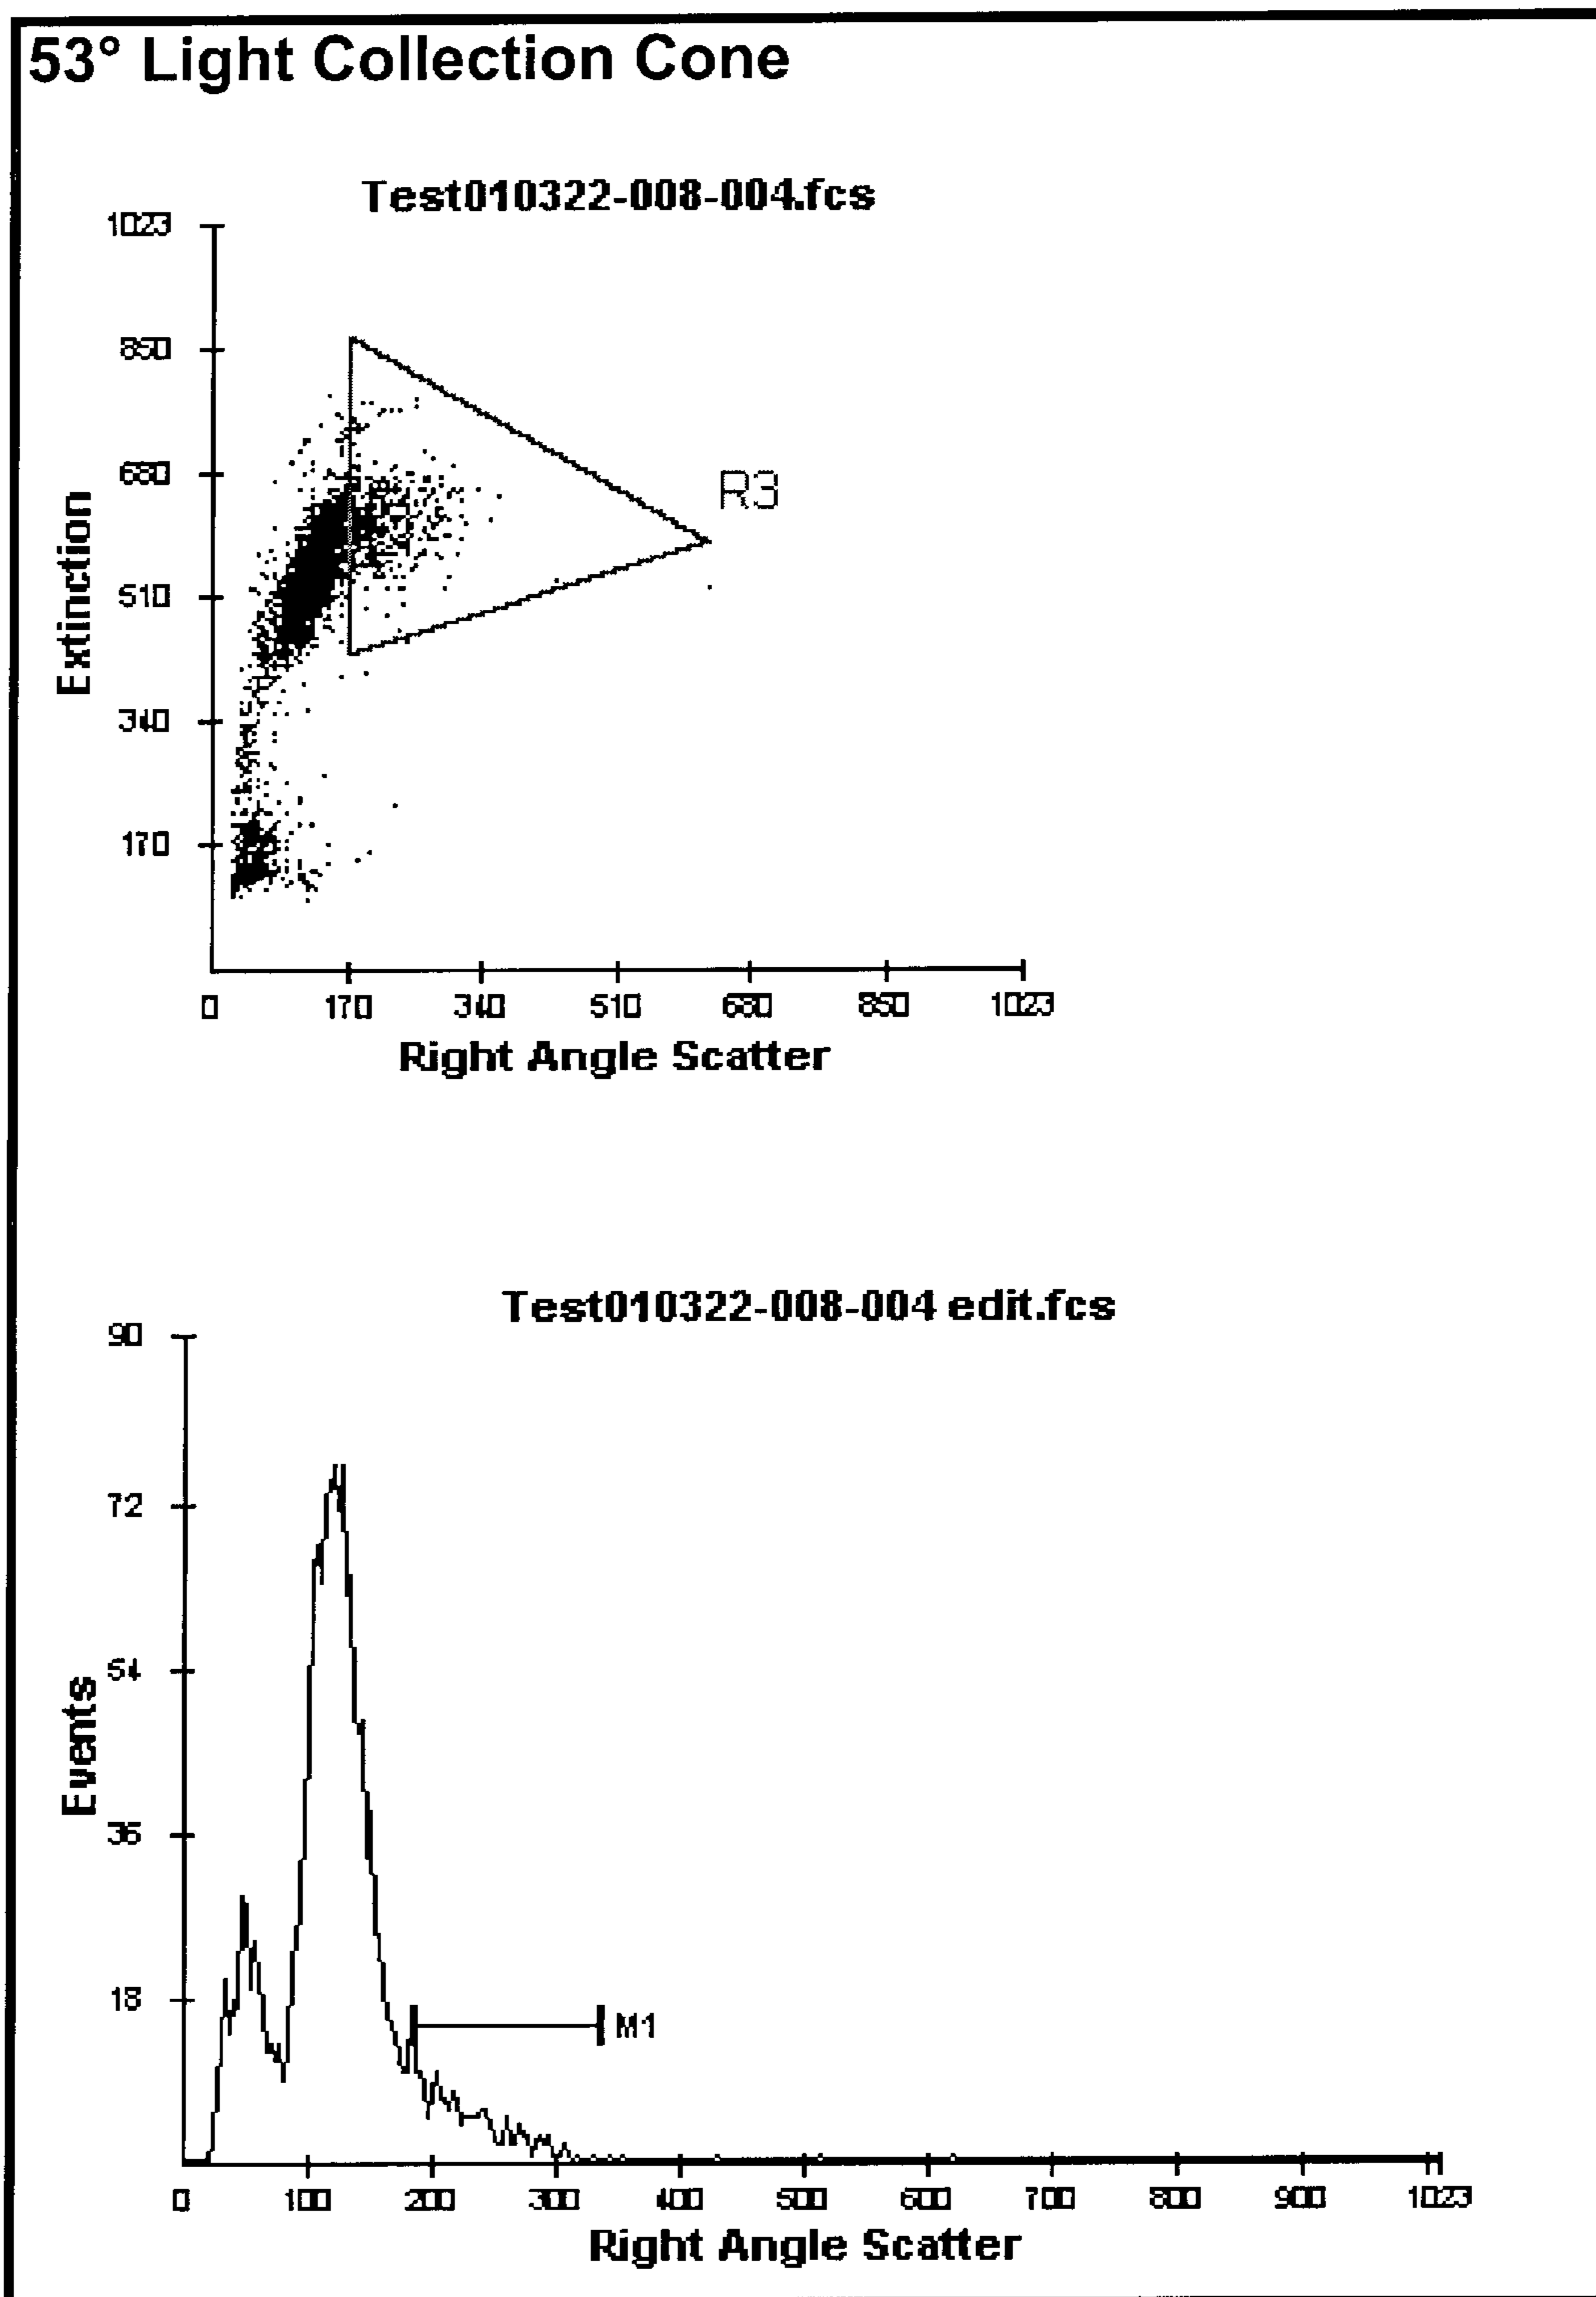 53° Light Collection Cone
Test010322-008-004.fcs
1023
850
680
510
340
170
Extinction
R3
0 170 340 510 680 850 1023
Right Angle Scatter
Test010322-008-004 edit.fcs
90
72
54
36
18
Events
M1
0 100 200 300 400 500 600 700 800 900 1023
Right Angle Scatter